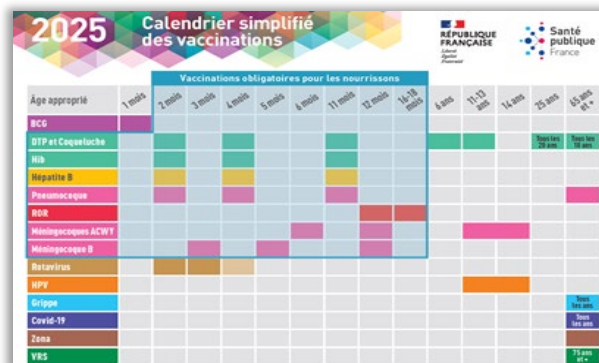 2025
Calendrier simplifié
des vaccinations
RÉPUBLIQUE
FRANÇAISE
Liberté
Égalité
Fraternité
Santé
publique
France
Vaccinations obligatoires pour les nourrissons
Âge approprié
1 mois
2 mois
3 mois
4 mois
5 mois
6 mois
11 mois
12 mois
16-18 mois
6 ans
11-13 ans
14 ans
25 ans
65 ans et +
BCG
DTP et Coqueluche
Tous les 20 ans
Tous les 10 ans
Hib
Hépatite B
Pneumocoque
ROR
Méningocoques ACWY
Méningocoque B
Rotavirus
HPV
Grippe
Tous les ans
Covid-19
Tous les ans
Zona
VRS
75 ans et +